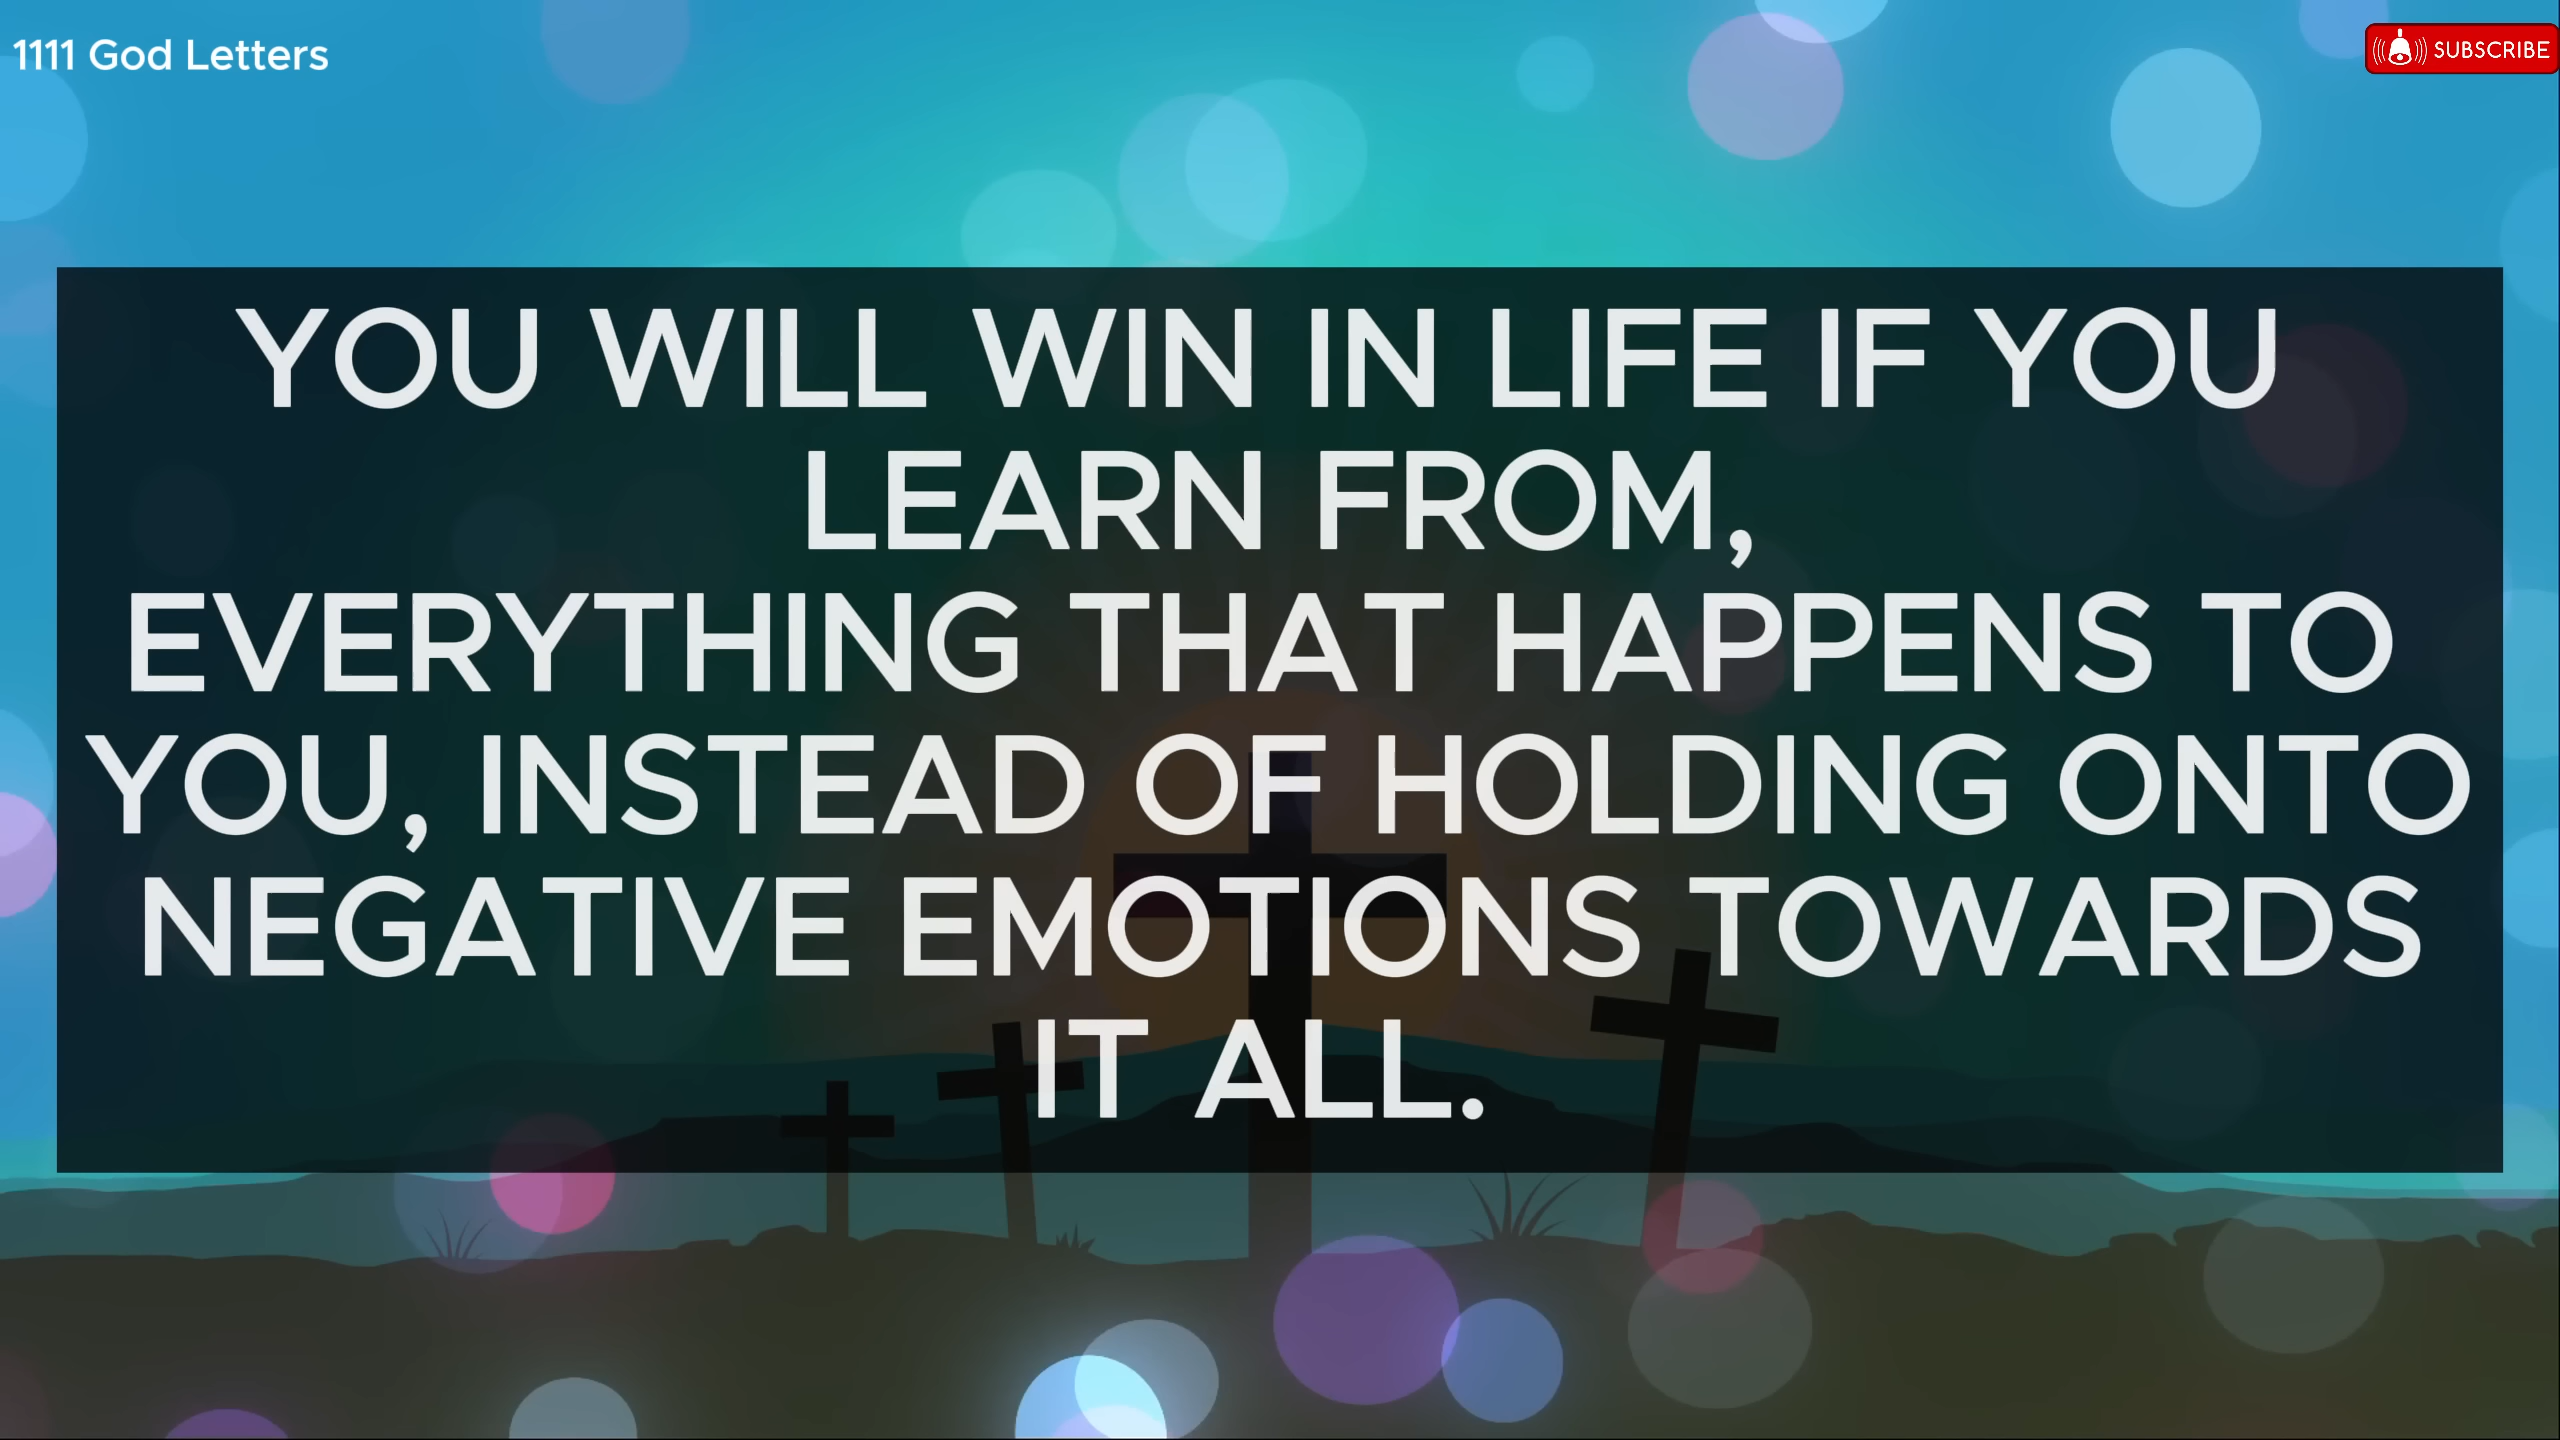 1111 God Letters
SUBSCRIBE
YOU WILL WIN IN LIFE IF YOU
LEARN FROM,
EVERYTHING THAT HAPPENS TO
YOU, INSTEAD OF HOLDING ONTO
NEGATIVE EMOTIONS TOWARDS
IT ALL.